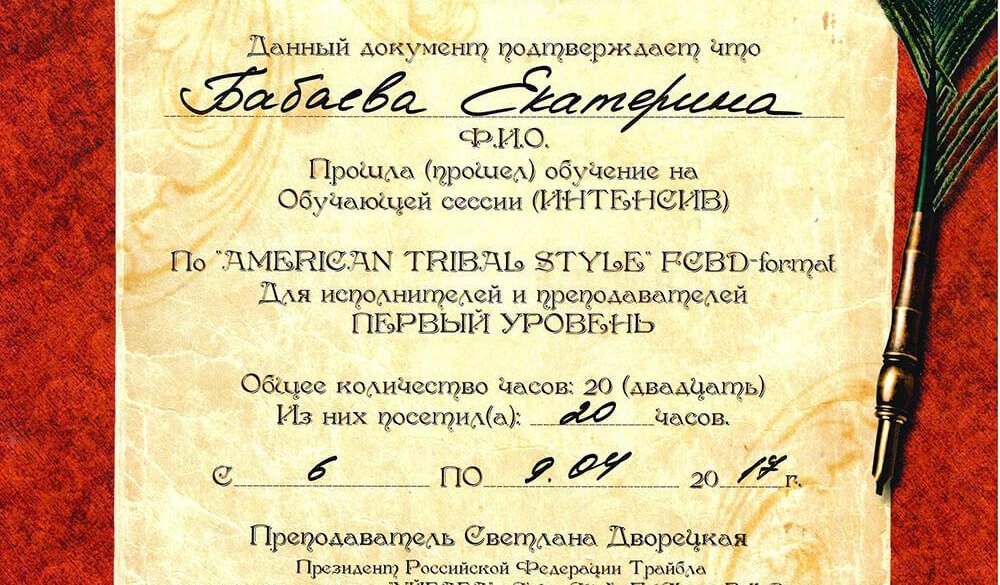 Данный документ подтверждает что
Бабаева Екатерина
Ф.И.О.
Прошла (прошел) обучение на
Обучающей сессии (ИНТЕНСИВ)
По "AMERICAN TRIBAL STYLE" FCBD-format
Для исполнителей и преподавателей
ПЕРВЫЙ УРОВЕНЬ
Общее количество часов: 20 (двадцать)
Из них посетил(а): 20 часов.
С 6 ПО 9.04 2017г.
Преподаватель Светлана Дворецкая
Президент Российской Федерации Трайбла